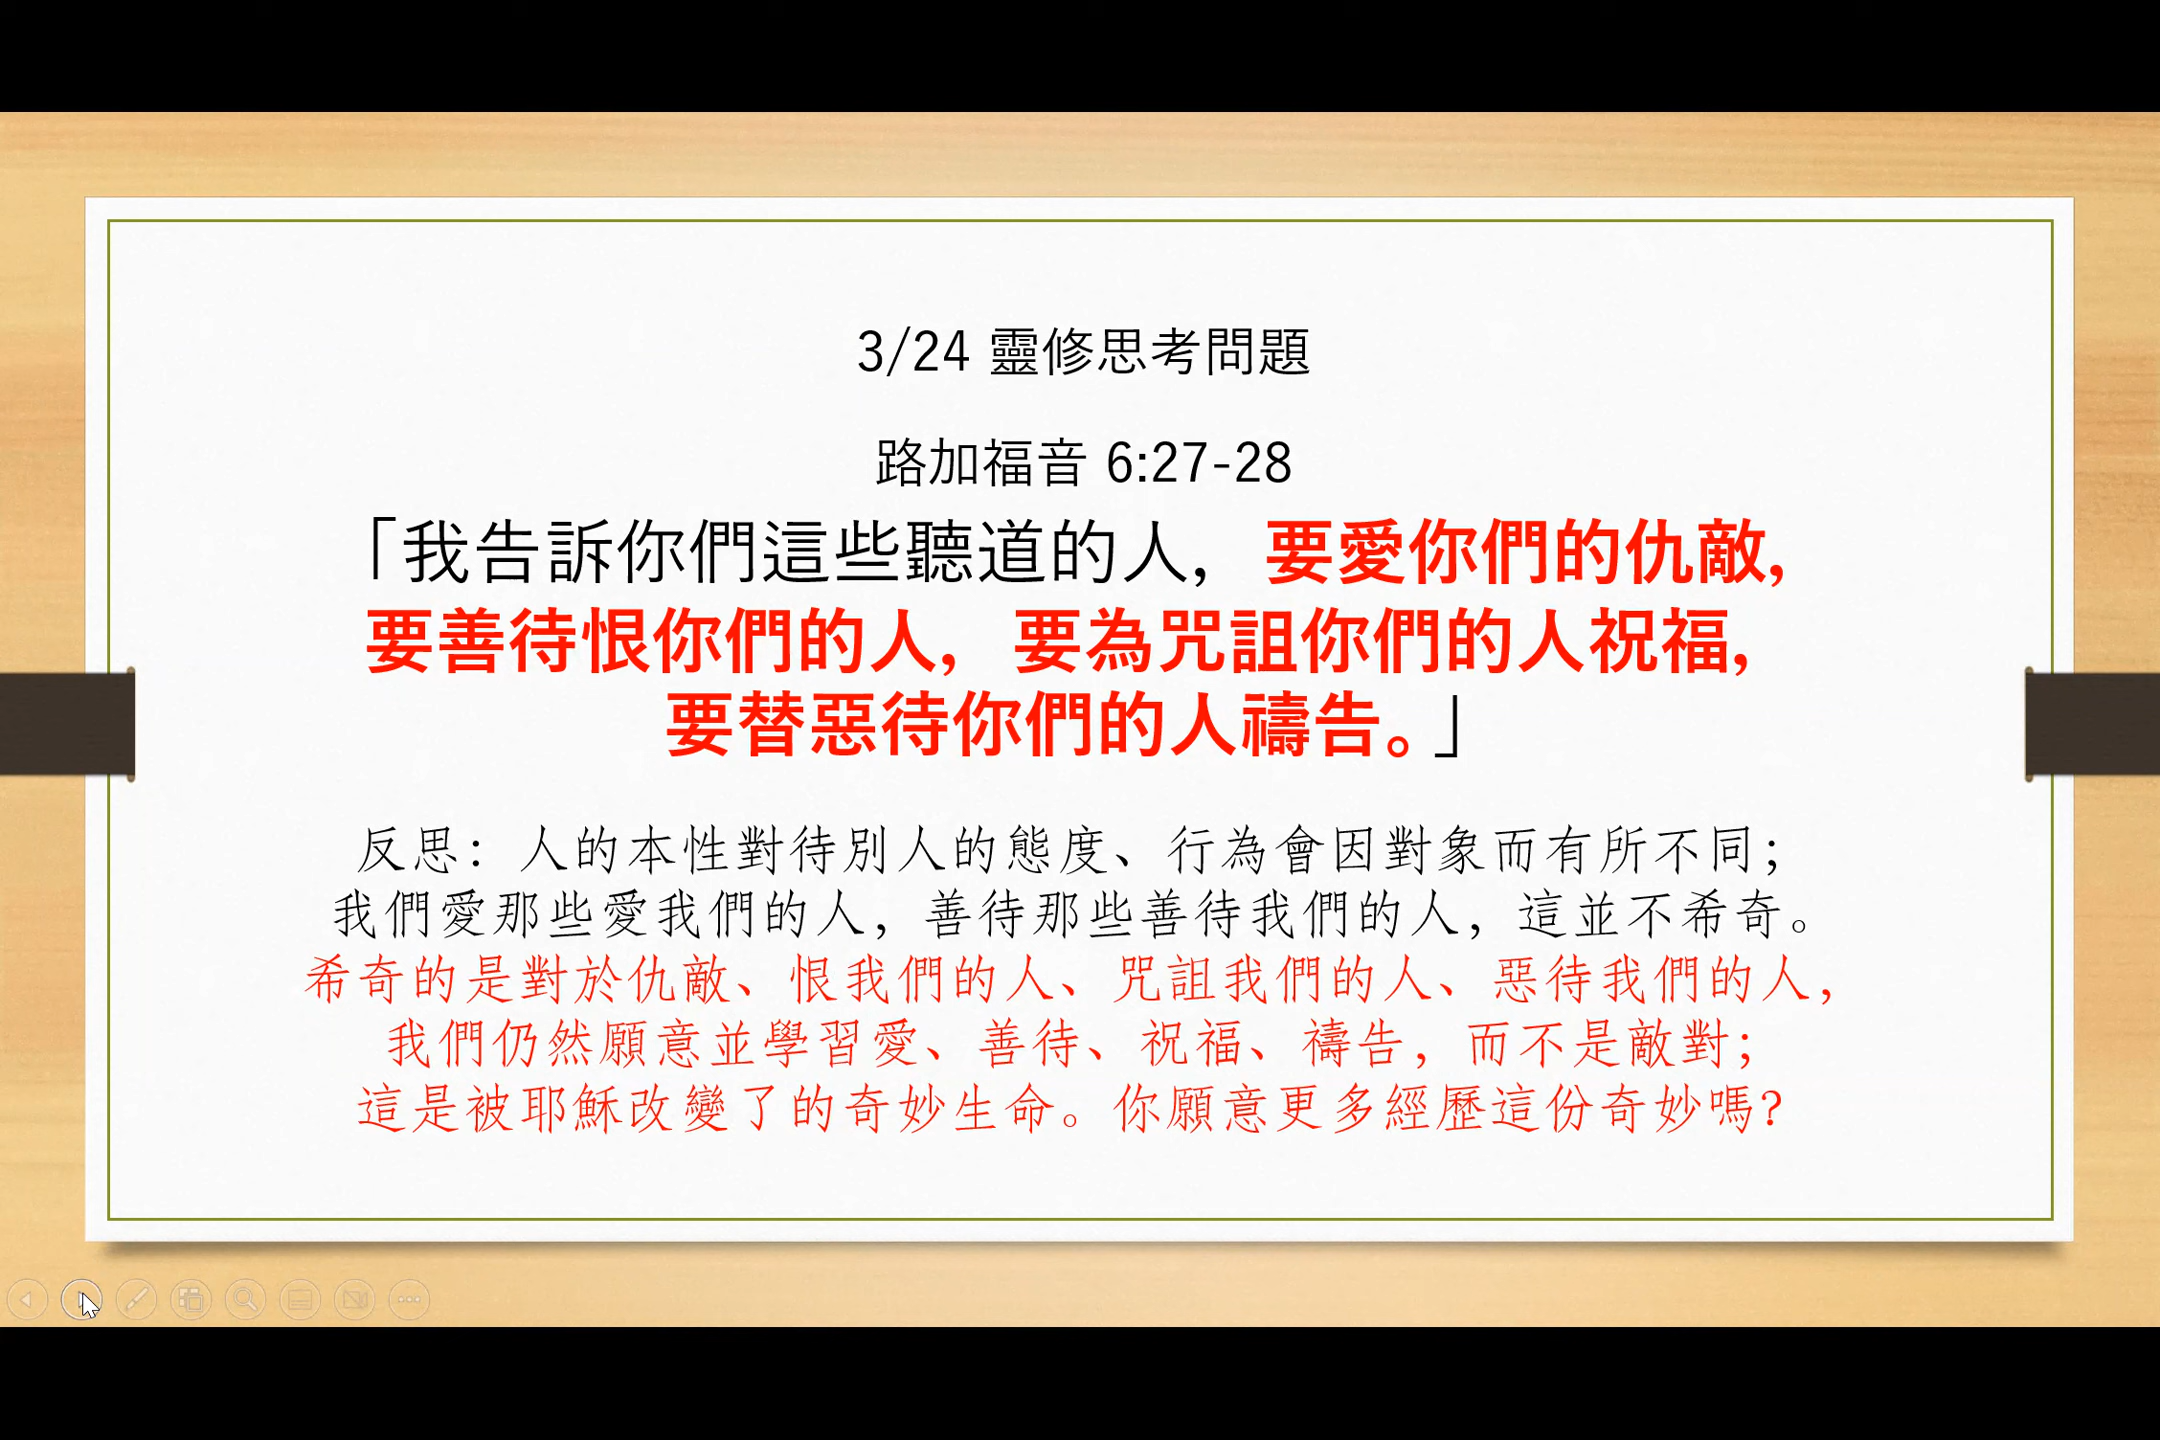 3/24 靈修思考問題
路加福音 6:27-28
「我告訴你們這些聽道的人，要愛你們的仇敵，
要善待恨你們的人，要為咒詛你們的人祝福，
要替惡待你們的人禱告。」
反思：人的本性對待別人的態度、行為會因對象而有所不同；
我們愛那些愛我們的人，善待那些善待我們的人，這並不希奇。
希奇的是對於仇敵、恨我們的人、咒詛我們的人、惡待我們的人，
我們仍然願意並學習愛、善待、祝福、禱告，而不是敵對；
這是被耶穌改變了的奇妙生命。你願意更多經歷這份奇妙嗎？